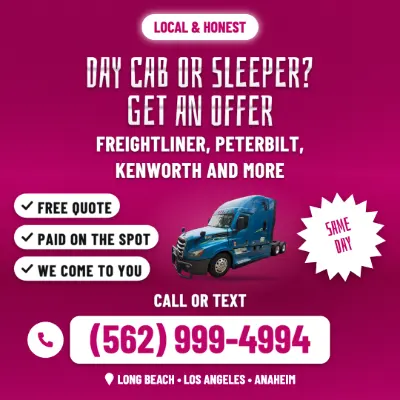 LOCAL & HONEST
DAY CAB OR SLEEPER?
GET AN OFFER
FREIGHTLINER, PETERBILT,
KENWORTH AND MORE
FREE QUOTE
PAID ON THE SPOT
WE COME TO YOU
SAME
DAY
CALL OR TEXT
(562) 999-4994
LONG BEACH • LOS ANGELES • ANAHEIM